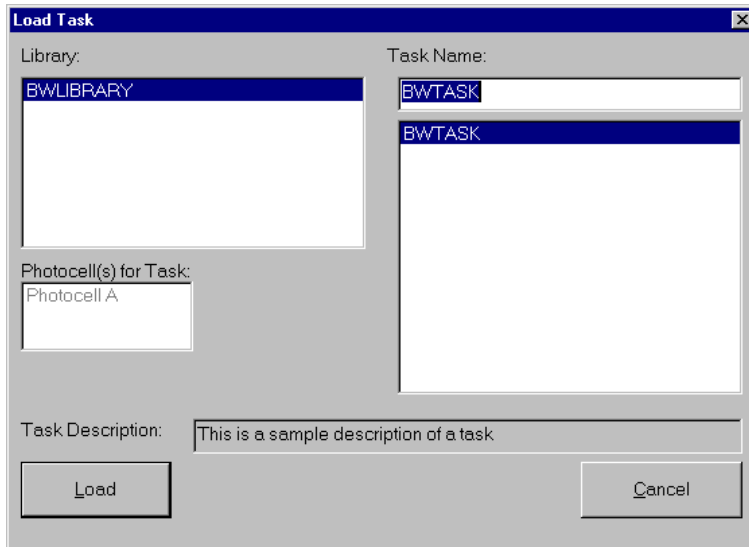 Load Task
Library:
BWLIBRARY
Task Name:
BWTASK
BWTASK
Photocell(s) for Task:
Photocell A
Task Description:
This is a sample description of a task
Load
Cancel